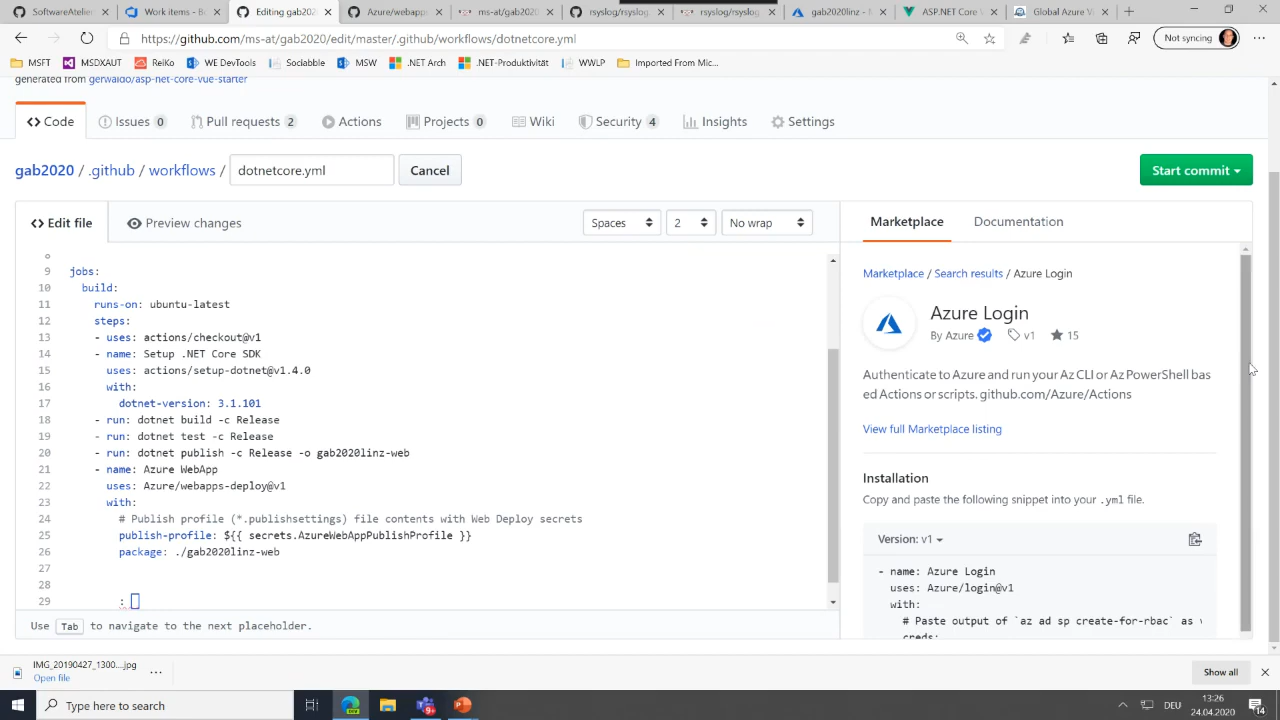 SoftwareArchitek
Work items - Bo
Editing gab2020
Azure/webapps
ms-at/gab2020
rsyslog/rsyslog
rsyslog/rsyslog
gab2020linz - M
ASP.NET Core V
Global Azure V
https://github.com/ms-at/gab2020/edit/master/.github/workflows/dotnetcore.yml
Not syncing
MSFT
MSDXAUT
ReiKo
WE DevTools
Sociabble
MSW
.NET Arch
.NET-Produktivität
WWLP
Imported From Mic...
generated from gerwaldo/asp-net-core-vue-starter
Code
Issues 0
Pull requests 2
Actions
Projects 0
Wiki
Security 4
Insights
Settings
gab2020 / .github / workflows / dotnetcore.yml
Cancel
Start commit
Edit file
Preview changes
Spaces
2
No wrap
Marketplace
Documentation
8
9 jobs:
10 build:
11 runs-on: ubuntu-latest
12 steps:
13 - uses: actions/checkout@v1
14 - name: Setup .NET Core SDK
15 uses: actions/setup-dotnet@v1.4.0
16 with:
17 dotnet-version: 3.1.101
18 - run: dotnet build -c Release
19 - run: dotnet test -c Release
20 - run: dotnet publish -c Release -o gab2020linz-web
21 - name: Azure WebApp
22 uses: Azure/webapps-deploy@v1
23 with:
24 # Publish profile (*.publishsettings) file contents with Web Deploy secrets
25 publish-profile: ${{ secrets.AzureWebAppPublishProfile }}
26 package: ./gab2020linz-web
27
28
29 :
Use Tab to navigate to the next placeholder.
Marketplace / Search results / Azure Login
Azure Login
By Azure v1 15
Authenticate to Azure and run your Az CLI or Az PowerShell bas
ed Actions or scripts. github.com/Azure/Actions
View full Marketplace listing
Installation
Copy and paste the following snippet into your .yml file.
Version: v1
- name: Azure Login
uses: Azure/login@v1
with:
# Paste output of `az ad sp create-for-rbac` as v
creds:
IMG_20190427_1300....jpg
Open file
...
Show all
Type here to search
DEU
13:26
24.04.2020
14